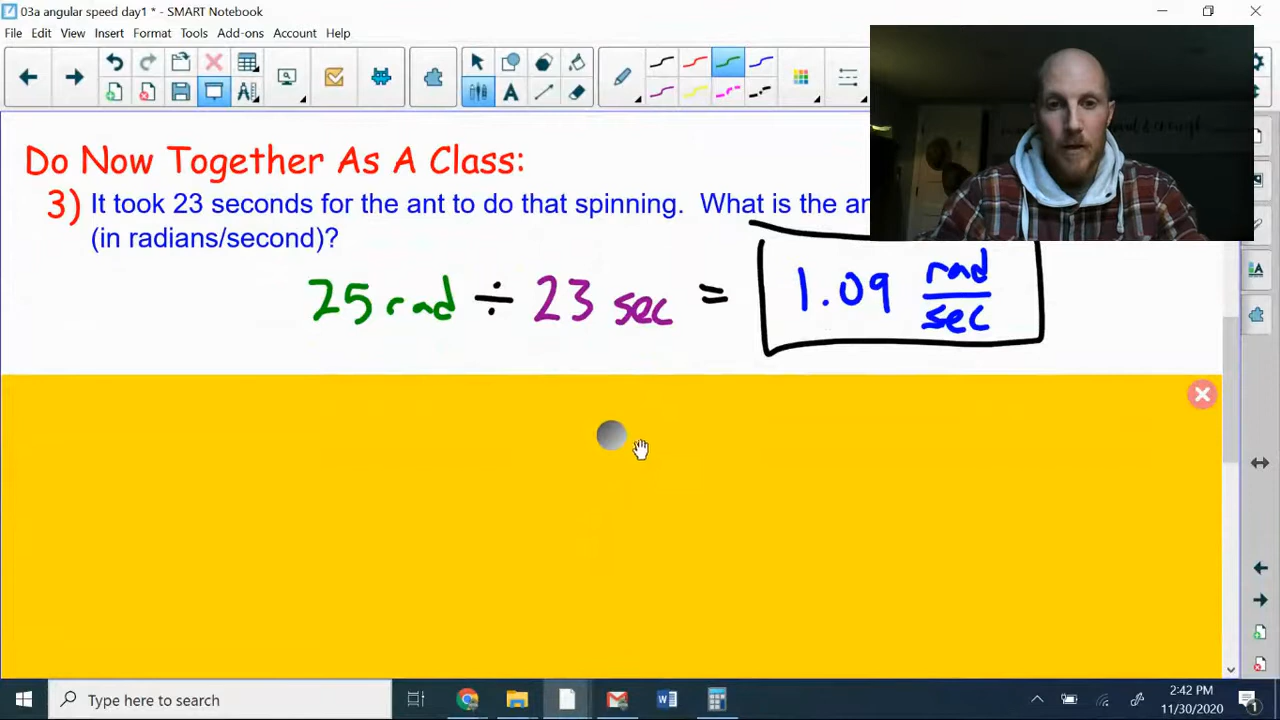 03a angular speed day1 * - SMART Notebook
File Edit View Insert Format Tools Add-ons Account Help
Do Now Together As A Class:
3) It took 23 seconds for the ant to do that spinning. What is the
(in radians/second)?
25 rad ÷ 23 sec = 1.09 rad/sec
Type here to search
2:42 PM
11/30/2020
1